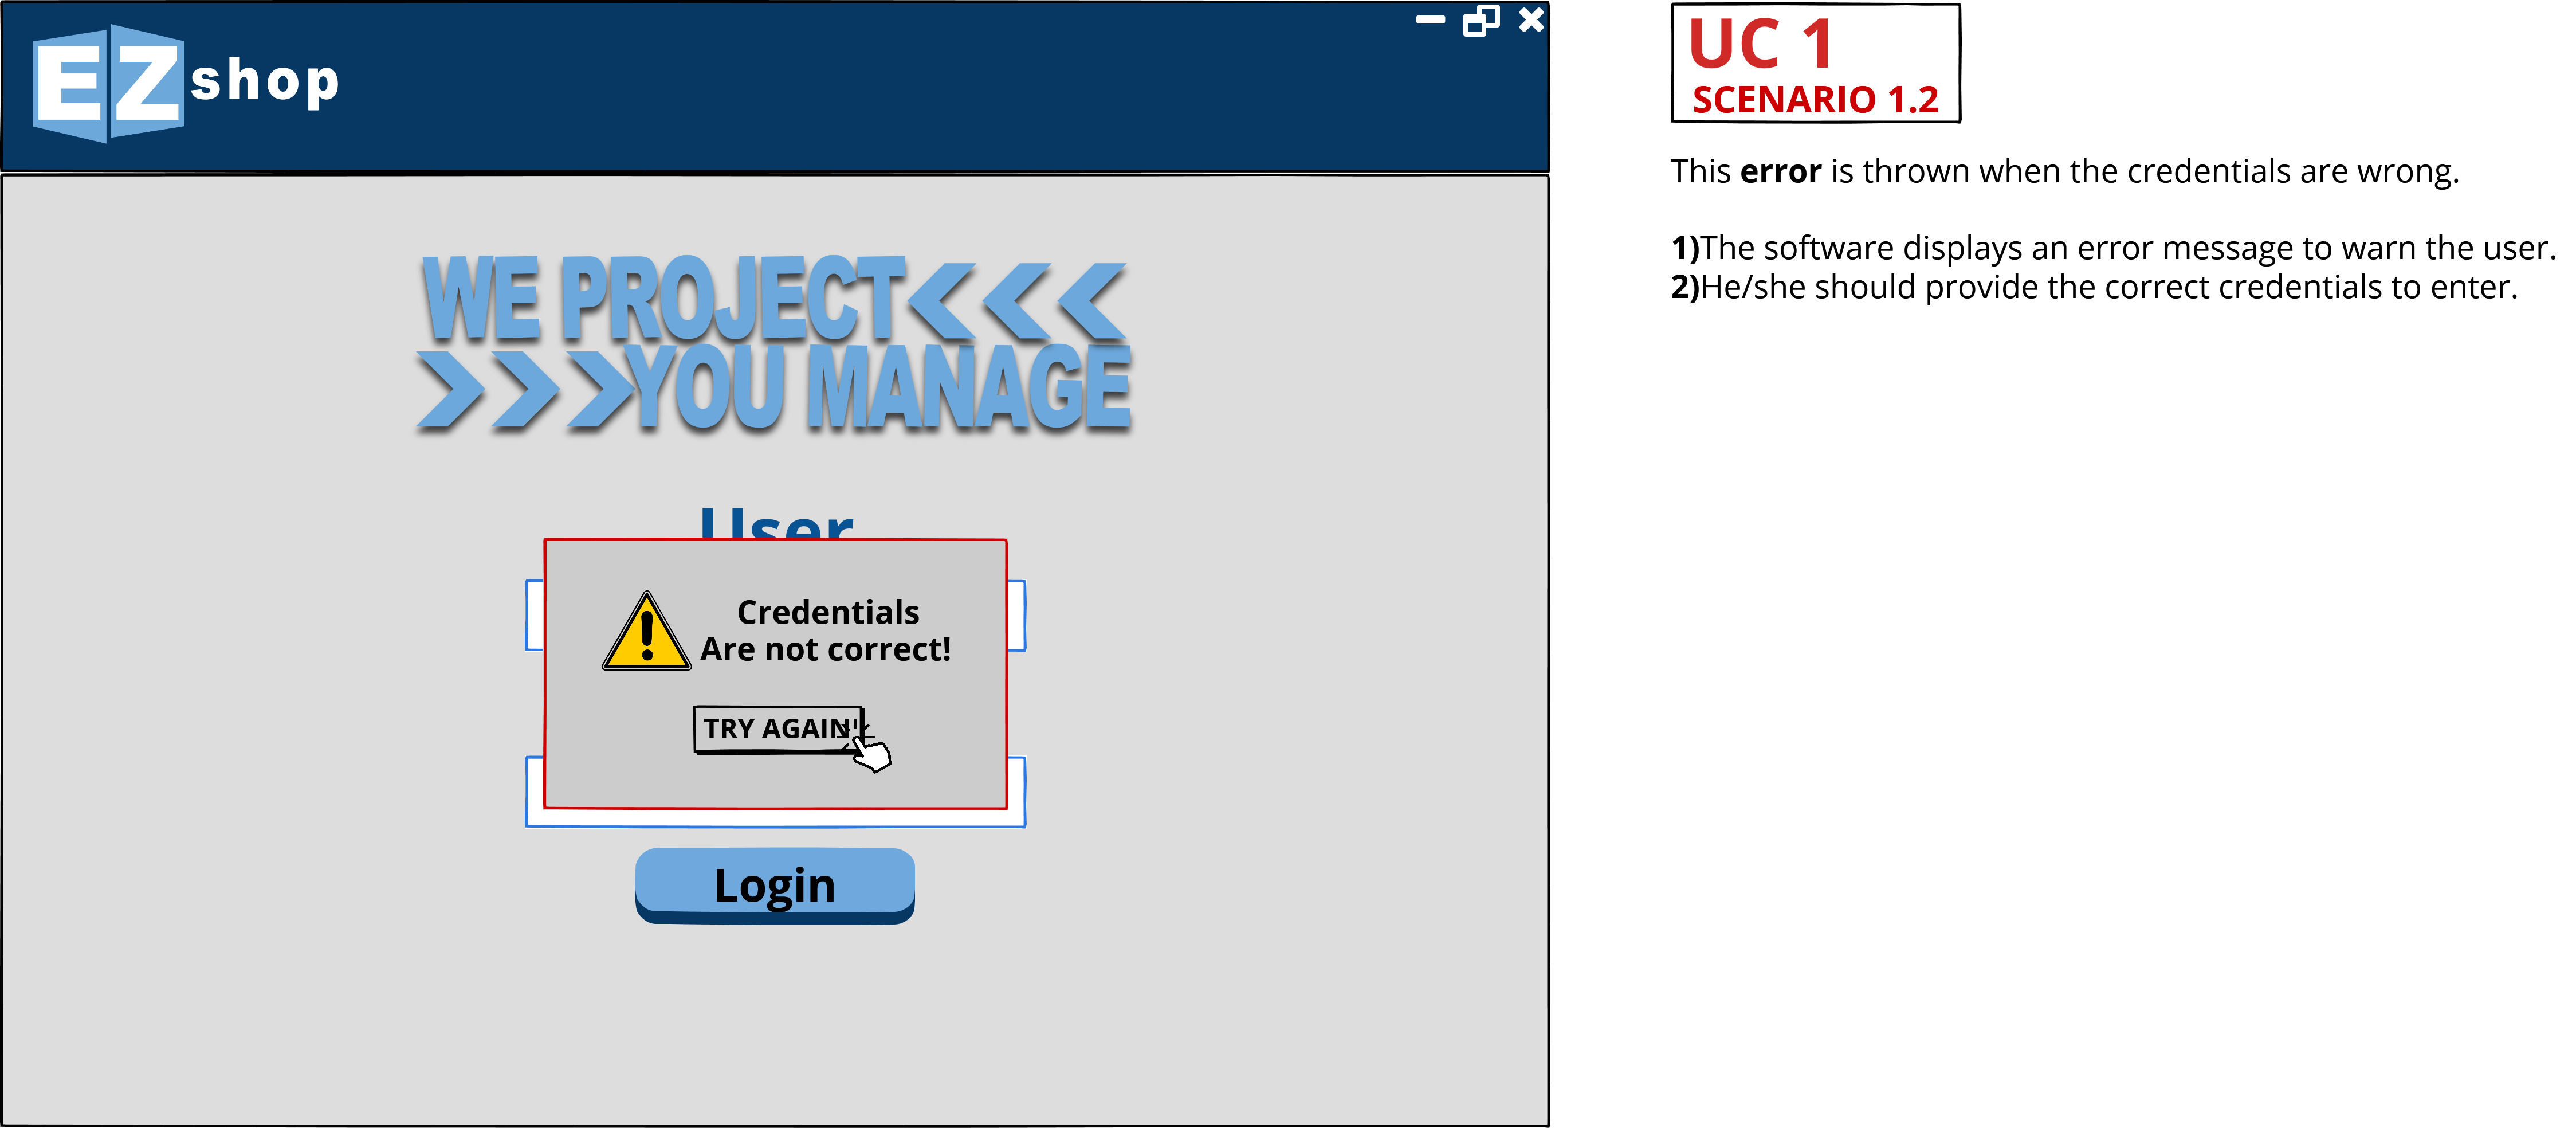 EZshop
WE PROJECT
YOU MANAGE
User
Credentials
Are not correct!
TRY AGAIN
Login
UC 1
SCENARIO 1.2
This error is thrown when the credentials are wrong.
1)The software displays an error message to warn the user.
2)He/she should provide the correct credentials to enter.